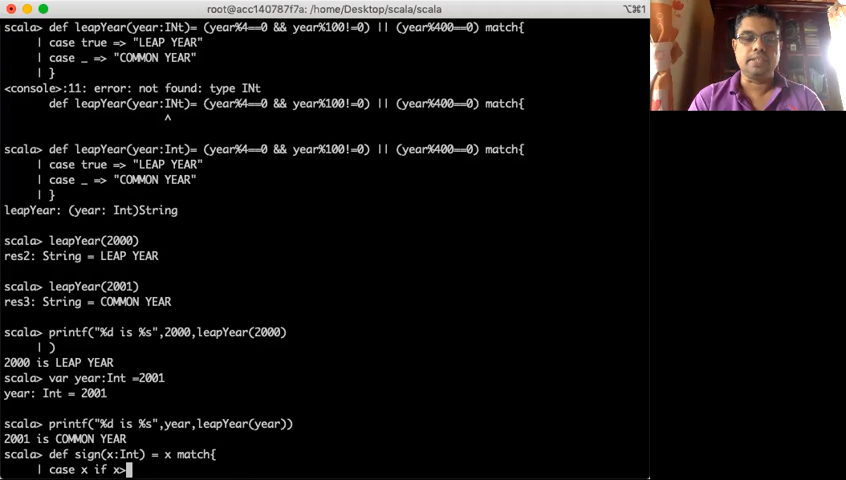 root@acc140787f7a: /home/Desktop/scala/scala
⌥⌘1
scala> def leapYear(year:INt)= (year%4==0 && year%100!=0) || (year%400==0) match{
| case true => "LEAP YEAR"
| case _ => "COMMON YEAR"
| }
<console>:11: error: not found: type INt
def leapYear(year:INt)= (year%4==0 && year%100!=0) || (year%400==0) match{
^
scala> def leapYear(year:Int)= (year%4==0 && year%100!=0) || (year%400==0) match{
| case true => "LEAP YEAR"
| case _ => "COMMON YEAR"
| }
leapYear: (year: Int)String
scala> leapYear(2000)
res2: String = LEAP YEAR
scala> leapYear(2001)
res3: String = COMMON YEAR
scala> printf("%d is %s",2000,leapYear(2000)
| )
2000 is LEAP YEAR
scala> var year:Int =2001
year: Int = 2001
scala> printf("%d is %s",year,leapYear(year))
2001 is COMMON YEAR
scala> def sign(x:Int) = x match{
| case x if x>